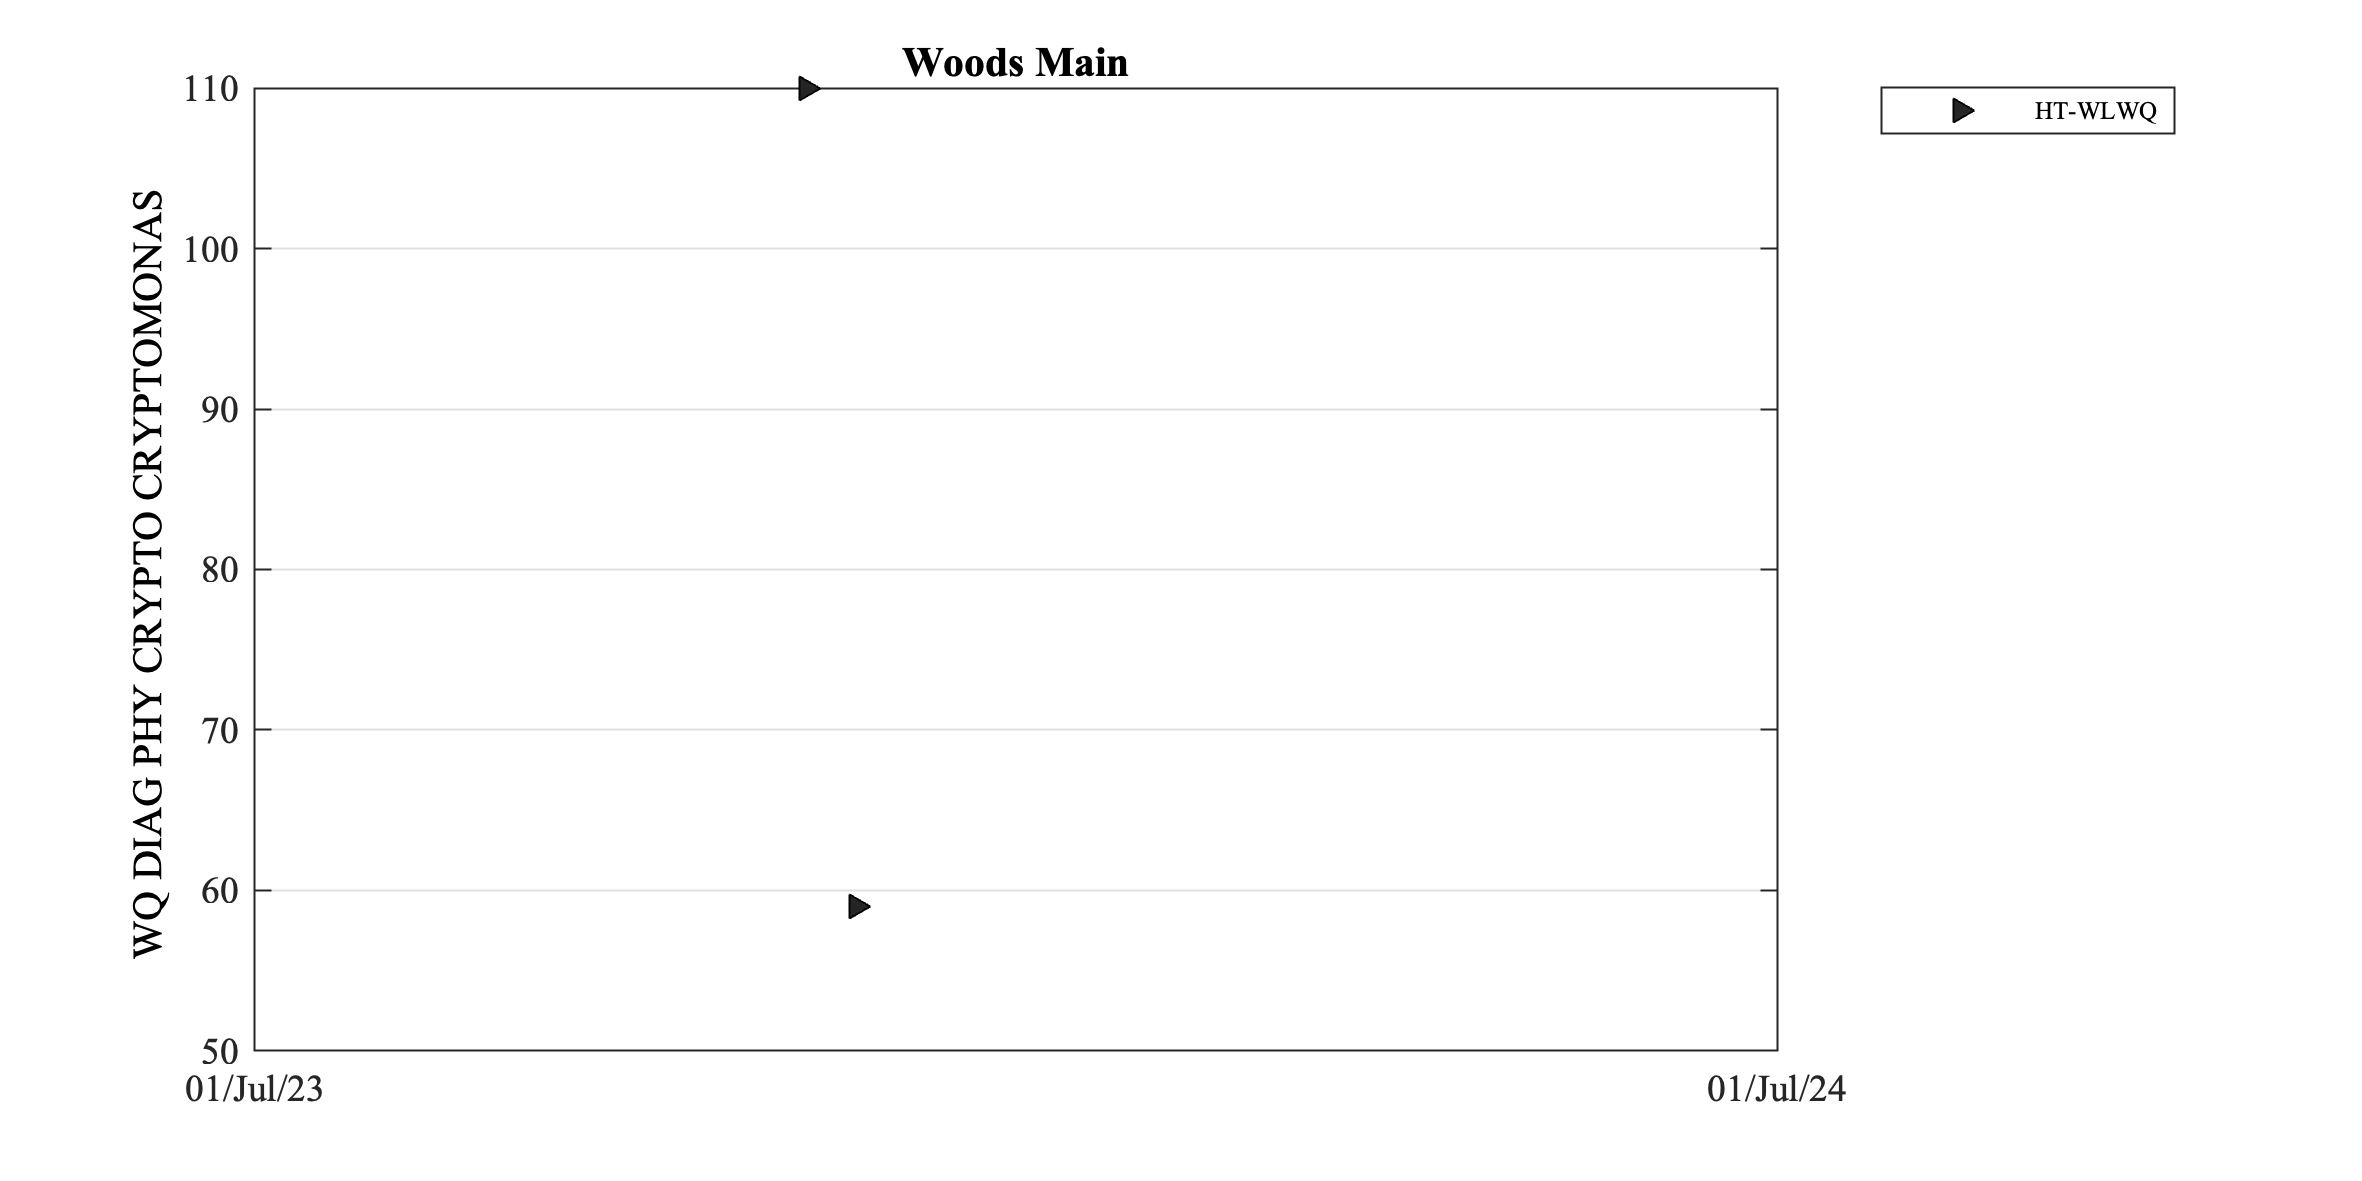 Woods Main
HT-WLWQ
WQ DIAG PHY CRYPTO CRYPTOMONAS
110
100
90
80
70
60
50
01/Jul/23
01/Jul/24